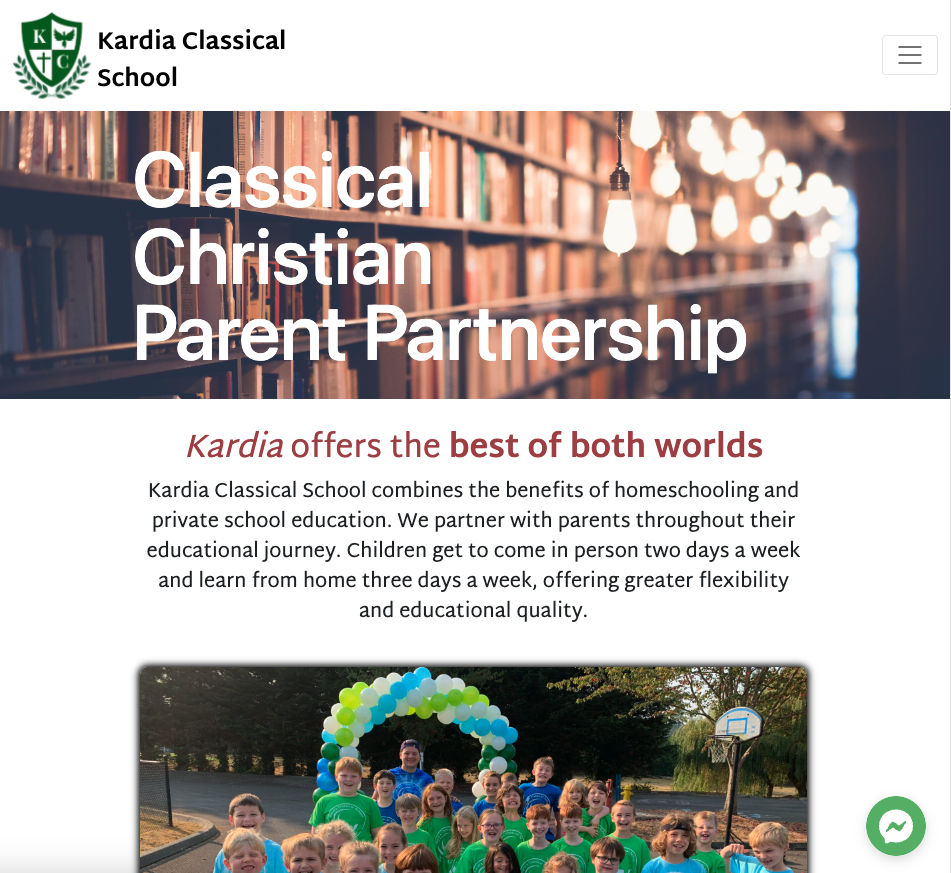 K
C
Kardia Classical
School
Classical
Christian
Parent Partnership
Kardia offers the best of both worlds
Kardia Classical School combines the benefits of homeschooling and
private school education. We partner with parents throughout their
educational journey. Children get to come in person two days a week
and learn from home three days a week, offering greater flexibility
and educational quality.